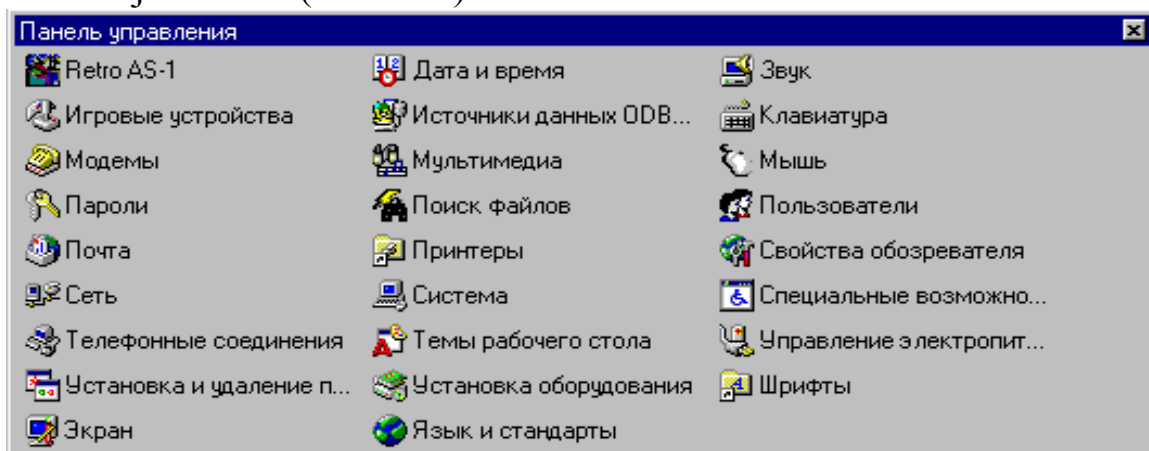 Панель управления
Retro AS-1 Дата и время Звук
Игровые устройства Источники данных ODB... Клавиатура
Модемы Мультимедиа Мышь
Пароли Поиск файлов Пользователи
Почта Принтеры Свойства обозревателя
Сеть Система Специальные возможно...
Телефонные соединения Темы рабочего стола Управление электропит...
Установка и удаление п... Установка оборудования Шрифты
Экран Язык и стандарты